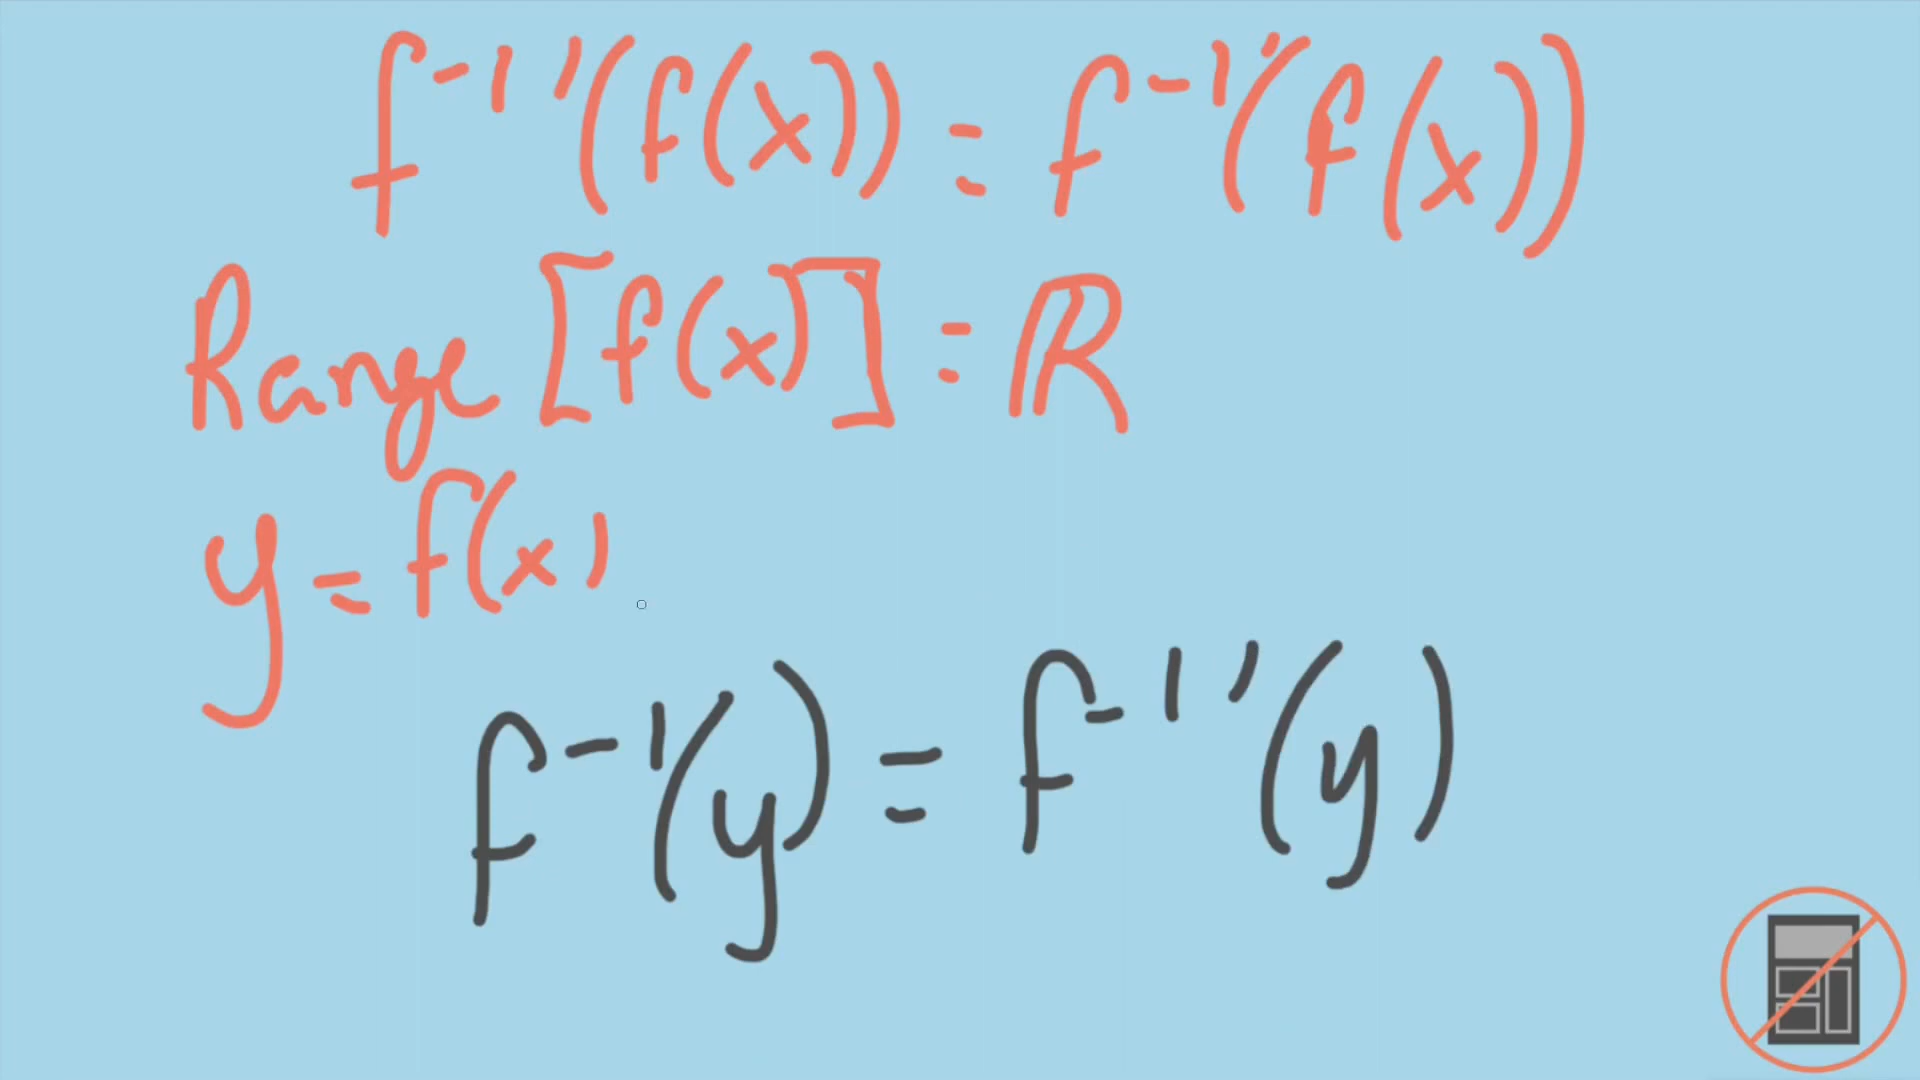 f⁻¹′(f(x)) = f⁻¹′(f(x))
Range [f(x)] = ℝ
y = f(x)
f⁻¹(y) = f⁻¹′(y)